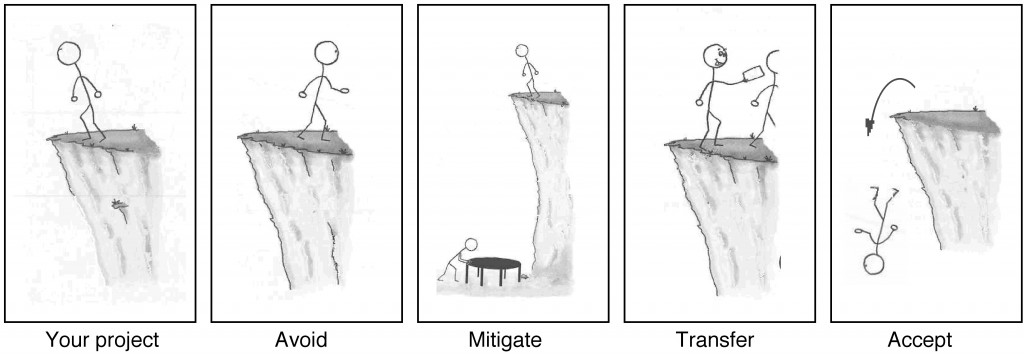 Your project
Avoid
Mitigate
Transfer
Accept